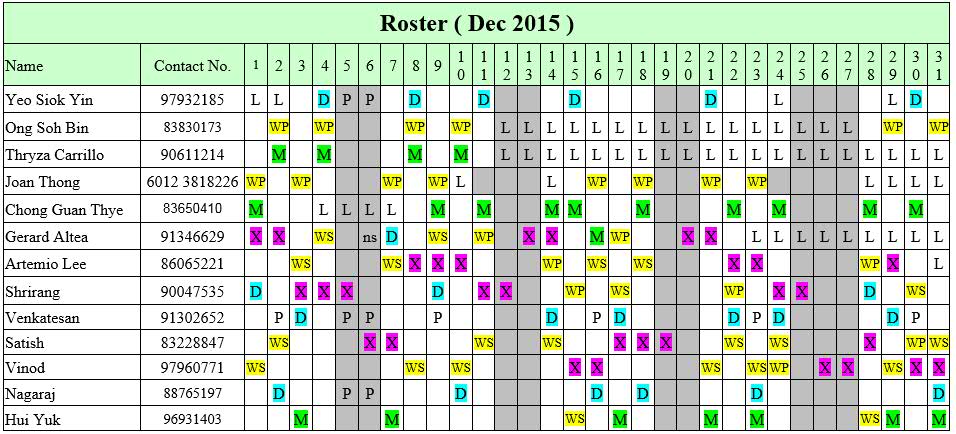 Roster ( Dec 2015 )
Name Contact No. 1 2 3 4 5 6 7 8 9 10 11 12 13 14 15 16 17 18 19 20 21 22 23 24 25 26 27 28 29 30 31
Yeo Siok Yin 97932185 L L D P P D D D D L L D
Ong Soh Bin 83830173 WP WP WP WP L L L L L L L L L L L L L L L L WP WP
Thryza Carrillo 90611214 M M M M L L L L L L L L L L L L L L L L L L L L
Joan Thong 6012 3818226 WP WP WP WP L L WP WP WP WP L L L L
Chong Guan Thye 83650410 M L L L L M M M M M M M M M
Gerard Altea 91346629 X X WS ns D WS WP X X M WP X X L L L L L L L L L
Artemio Lee 86065221 WS WS X X X WP WS WS X X WP X L
Shrirang 90047535 D X X X D X X WP WS WP X X D WS
Venkatesan 91302652 P D P P P D P D D P D D P
Satish 83228847 WS X X WS WS X X X WS WS X WP WS
Vinod 97960771 WS WS WS X X WS WS WP X X WS X X
Nagaraj 88765197 D P P D D D D D
Hui Yuk 96931403 M M WS M M M WS M M